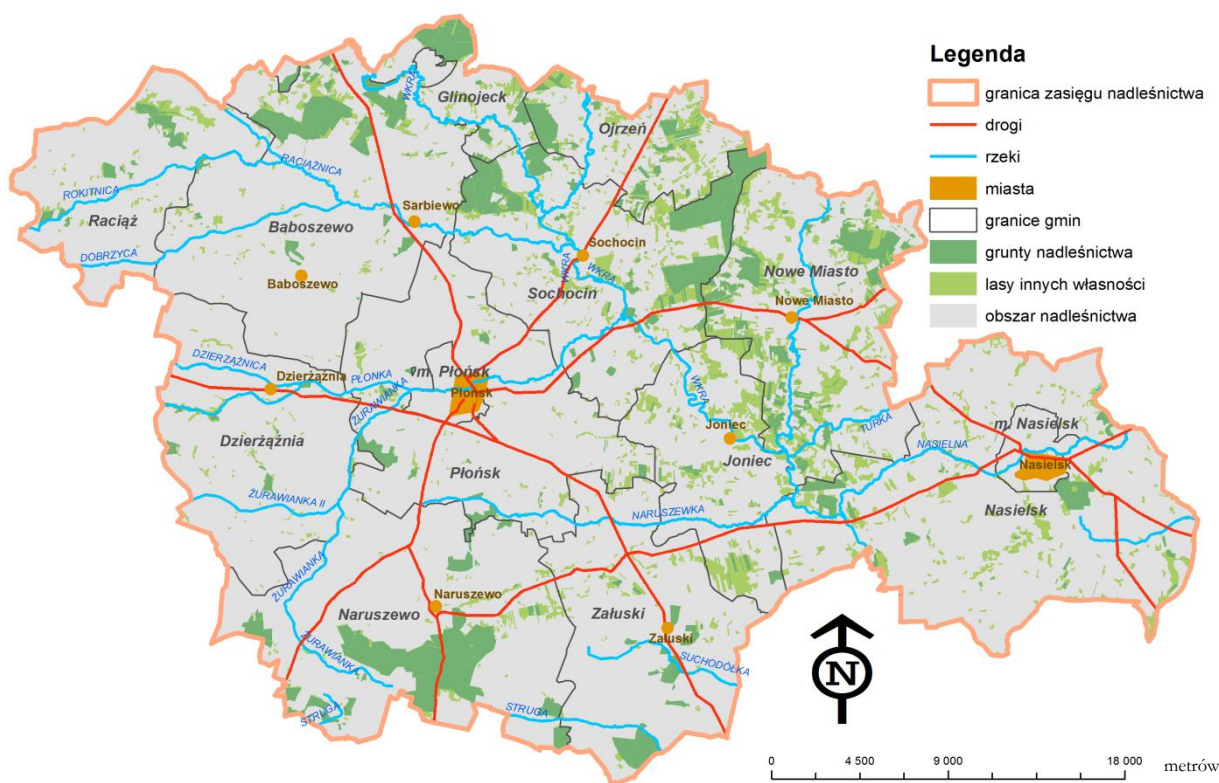 Legenda
granica zasięgu nadleśnictwa
drogi
rzeki
miasta
granice gmin
grunty nadleśnictwa
lasy innych własności
obszar nadleśnictwa
WKRA
Glinojeck
Ojrzeń
RACIĄŻNICA
ROKITNICA
Raciąż
Sarbiewo
Baboszewo
DOBRZYCA
Sochocin
WKRA
WKRA
Nowe Miasto
Baboszewo
Sochocin
Nowe Miasto
DZIERZĄŻNICA
Dzierzążnia
PŁONKA
m. Płońsk
Płońsk
ŻURAWIANKA
WKRA
Joniec
TURKA
m. Nasielsk
Dzierżążnia
Joniec
NASIELNA
Nasielsk
Płońsk
ŻURAWIANKA II
NARUSZEWKA
Nasielsk
ŻURAWIANKA
Naruszewo
Naruszewo
Załuski
Załuski
ŻURAWIANKA
SUCHODÓŁKA
STRUGA
STRUGA
N
0 4 500 9 000 18 000 metrów